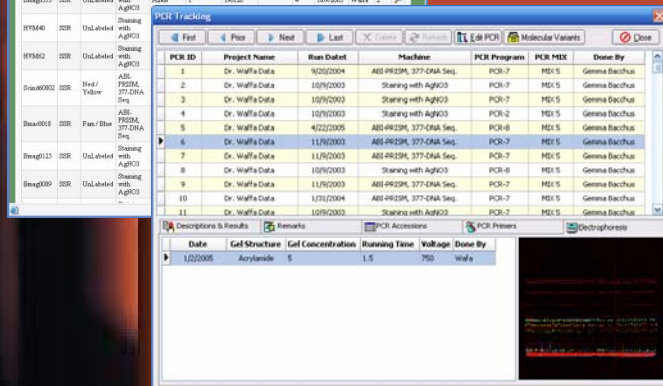 with
AgNO3
HVM40 SSR UnLabeled Staining with AgNO3
HVM62 SSR UnLabeled Staining with AgNO3
SSR Ned / Yellow ABI-PRISM, 377-DNA Seq
Bmac0018 SSR Fam / Blue ABI-PRISM, 377-DNA Seq
Bmag0125 SSR UnLabeled Staining with AgNO3
Bmag0009 SSR UnLabeled Staining with AgNO3
PCR Tracking
First Prior Next Last Delete Refresh Edit PCR Molecular Variants Close
PCR ID Project Name Run Datet Machine PCR Program PCR MIX Done By
1 Dr. Waffa Data 9/20/2004 ABI-PRISM, 377-DNA Seq. PCR-7 MIX 5 Gemma Bacchus
2 Dr. Waffa Data 10/9/2003 Staining with AgNO3 PCR-7 MIX 5 Gemma Bacchus
3 Dr. Waffa Data 10/9/2003 Staining with AgNO3 PCR-7 MIX 5 Gemma Bacchus
4 Dr. Waffa Data 10/9/2003 Staining with AgNO3 PCR-2 MIX 5 Gemma Bacchus
5 Dr. Waffa Data 4/22/2005 ABI-PRISM, 377-DNA Seq. PCR-8 MIX 5 Gemma Bacchus
6 Dr. Waffa Data 11/9/2003 ABI-PRISM, 377-DNA Seq. PCR-7 MIX 5 Gemma Bacchus
7 Dr. Waffa Data 11/9/2003 ABI-PRISM, 377-DNA Seq. PCR-7 MIX 5 Gemma Bacchus
8 Dr. Waffa Data 10/9/2003 Staining with AgNO3 PCR-7 MIX 5 Gemma Bacchus
9 Dr. Waffa Data 11/9/2003 ABI-PRISM, 377-DNA Seq. PCR-7 MIX 5 Gemma Bacchus
10 Dr. Waffa Data 1/31/2004 ABI-PRISM, 377-DNA Seq. PCR-7 MIX 5 Gemma Bacchus
11 Dr. Waffa Data 10/9/2003 Staining with AgNO3 PCR-7 MIX 5 Gemma Bacchus
Descriptions & Results Remarks PCR Accessions PCR Primers Electrophoresis
Date Gel Structure Gel Concentration Running Time Voltage Done By
1/2/2005 Acrylamide 5 1.5 750 Wafa